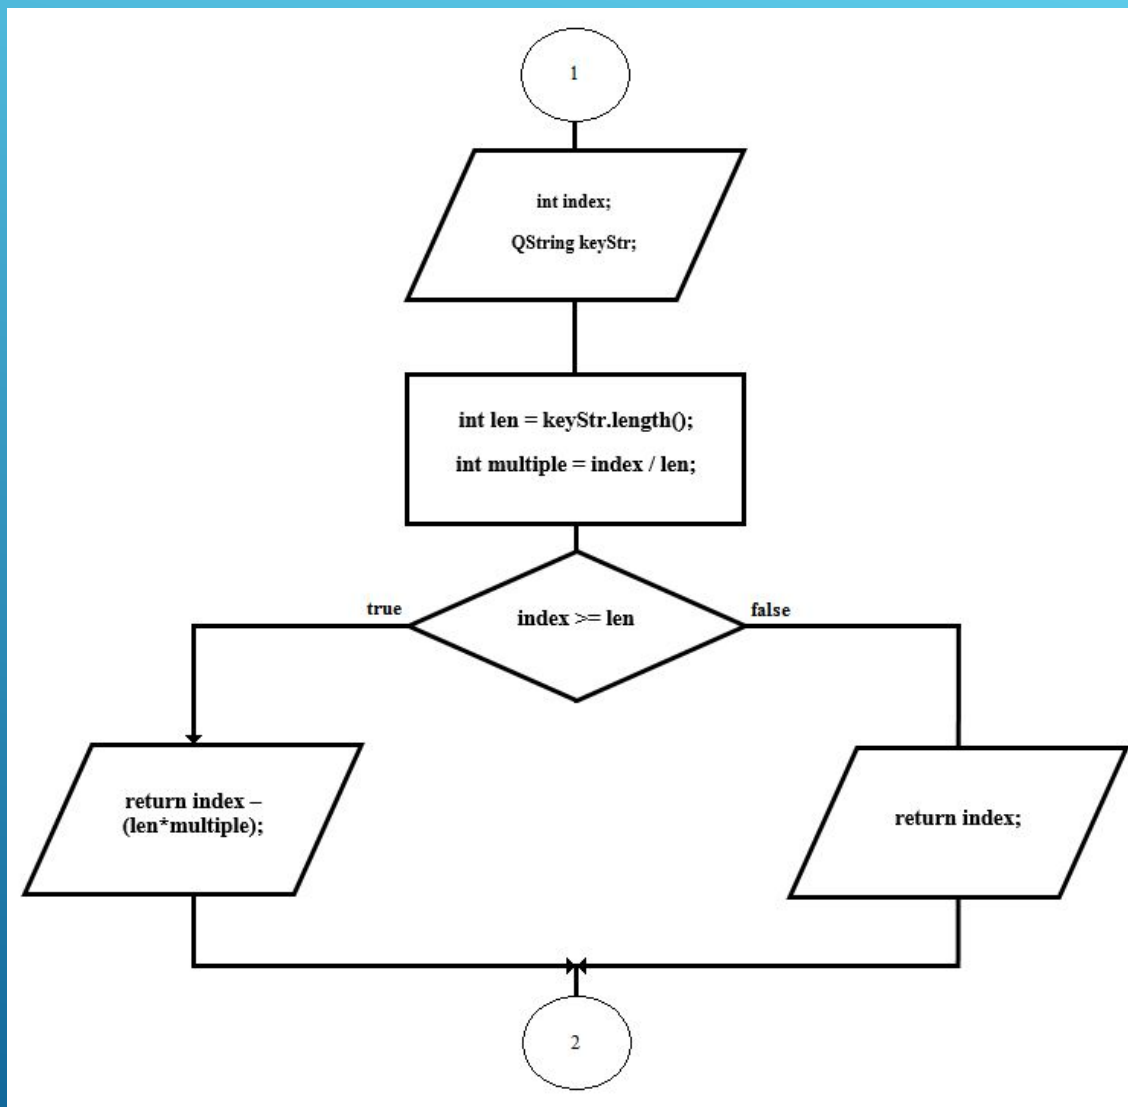 1
int index;
QString keyStr;
int len = keyStr.length();
int multiple = index / len;
index >= len
true
false
return index –
(len*multiple);
return index;
2